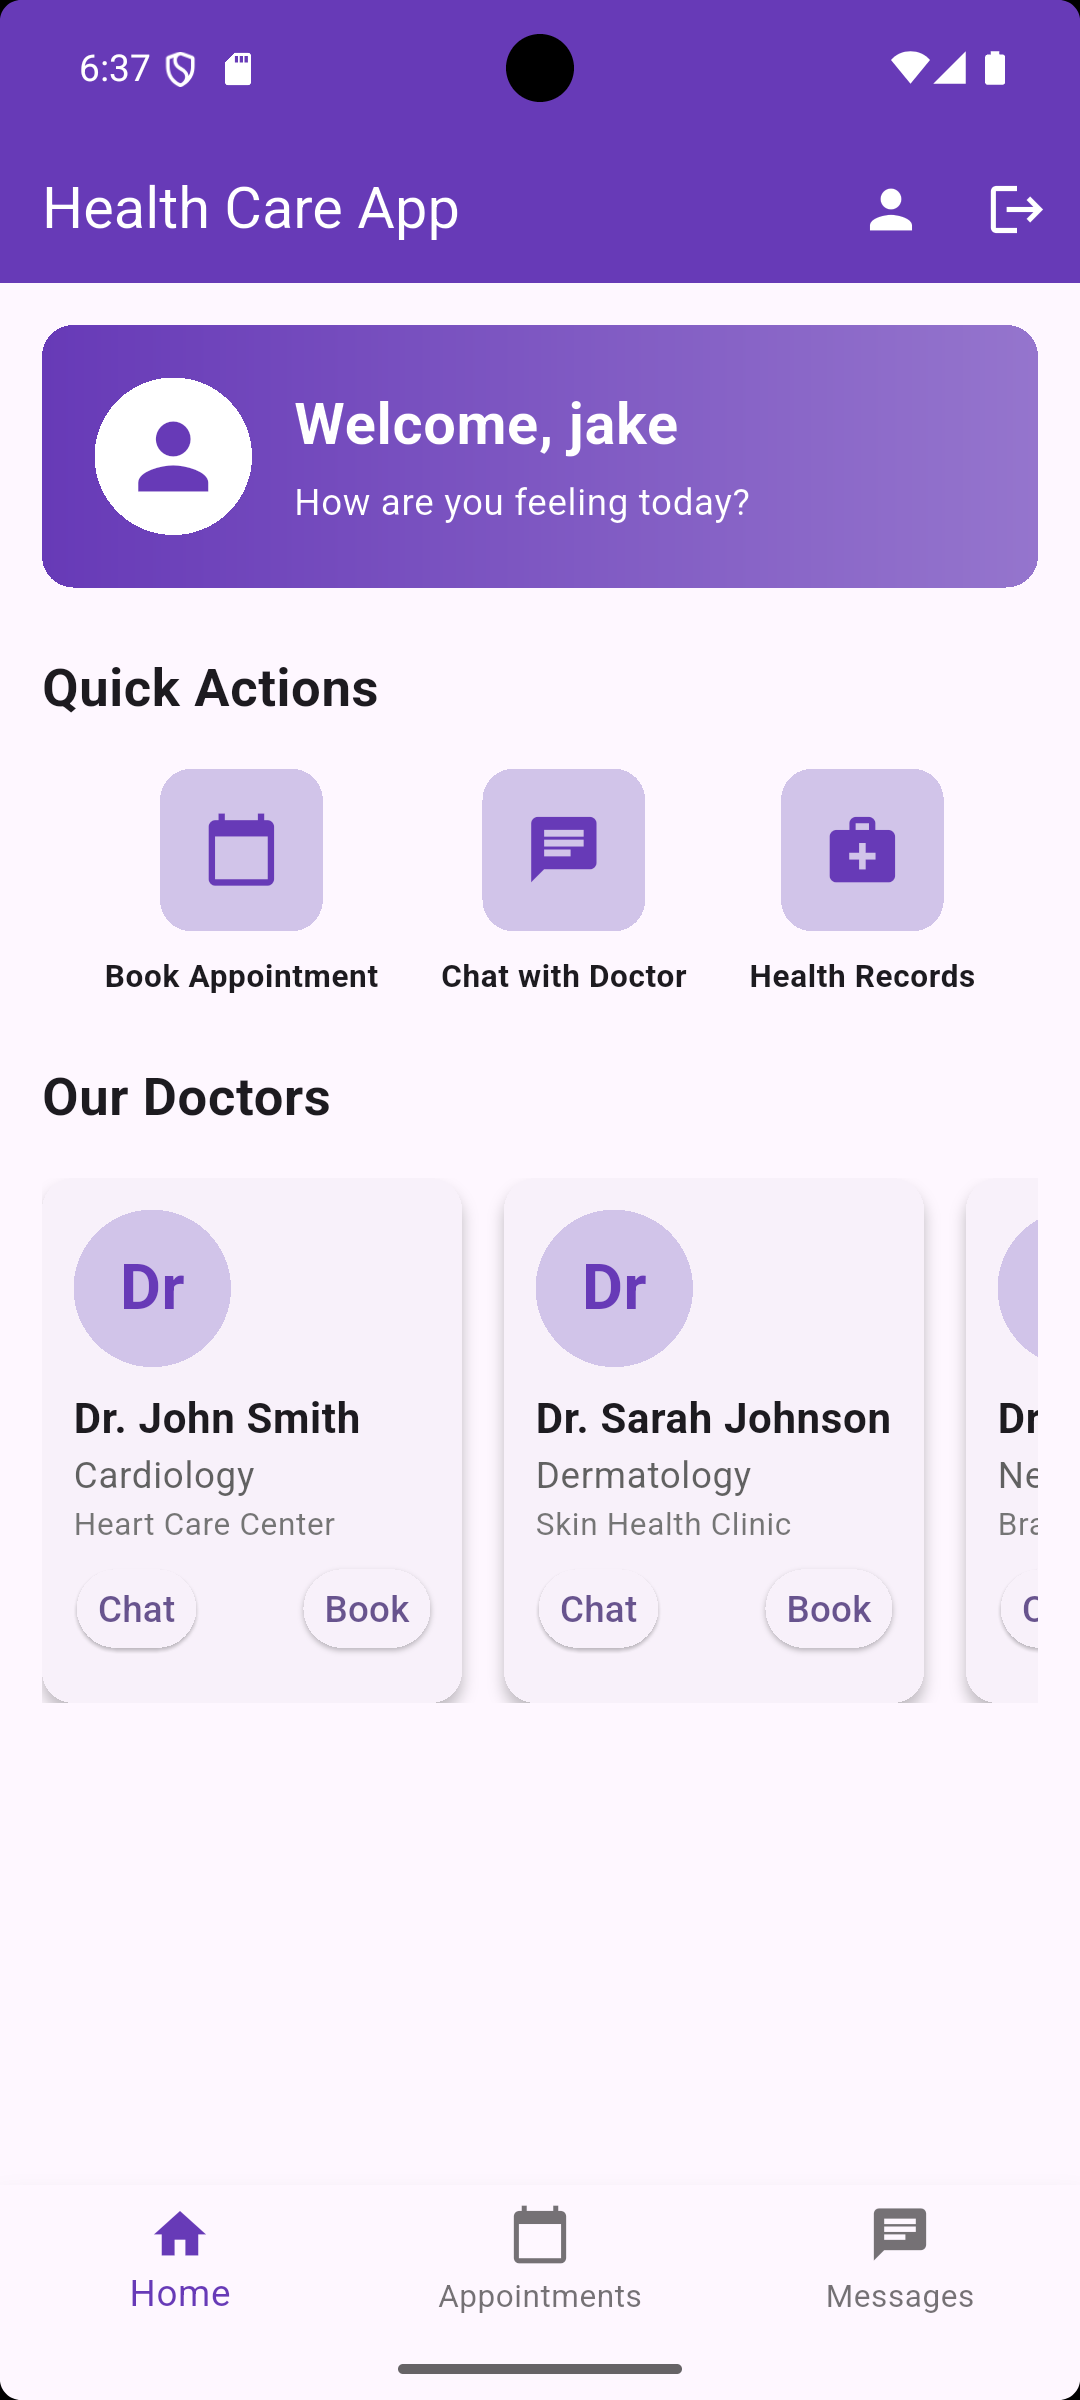 6:37
Health Care App
Welcome, jake
How are you feeling today?
Quick Actions
Book Appointment
Chat with Doctor
Health Records
Our Doctors
Dr
Dr. John Smith
Cardiology
Heart Care Center
Chat
Book
Dr
Dr. Sarah Johnson
Dermatology
Skin Health Clinic
Chat
Book
Dr
Ne
Bra
Home
Appointments
Messages